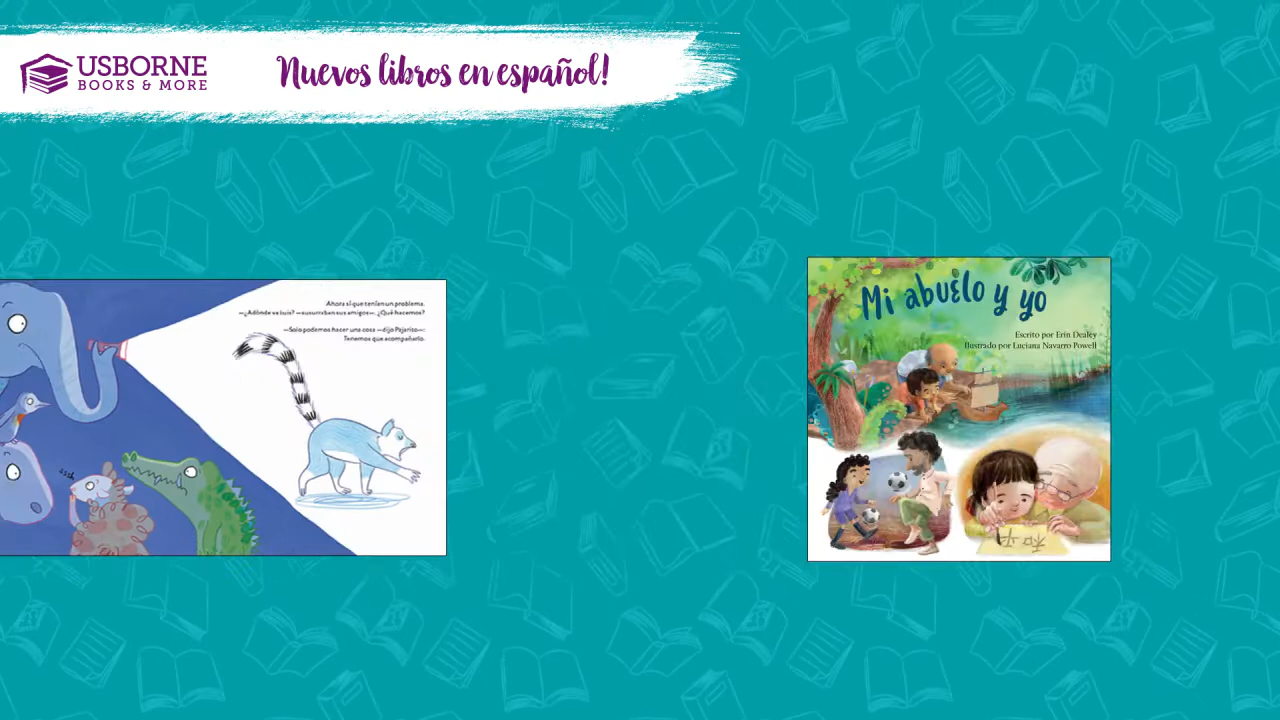 USBORNE
BOOKS & MORE
Nuevos libros en español!
Ahora sí que tenían un problema.
—¿Adónde va Luis? —susurraban sus amigos—. ¿Qué hacemos?
—Solo podemos hacer una cosa —dijo Pajarito—:
Tenemos que acompañarlo.
Mi abuelo y yo
Escrito por Erin Dealey
Ilustrado por Luciana Navarro Powell